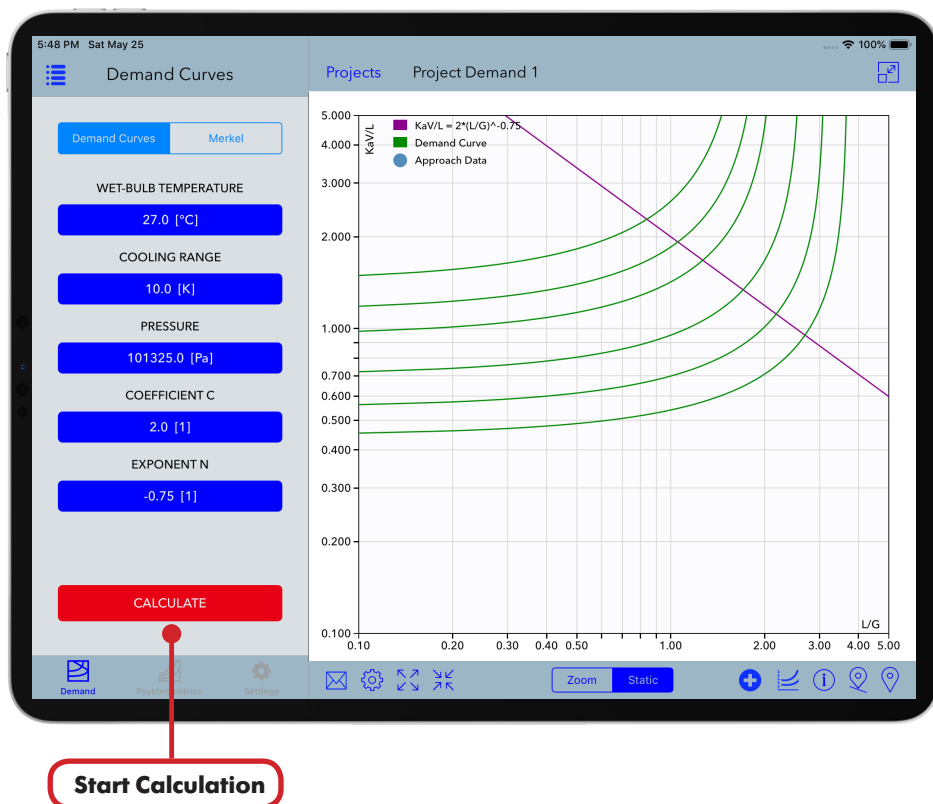 5:48 PM Sat May 25
100%
Demand Curves
Projects
Project Demand 1
Demand Curves
Merkel
WET-BULB TEMPERATURE
27.0 [°C]
COOLING RANGE
10.0 [K]
PRESSURE
101325.0 [Pa]
COEFFICIENT C
2.0 [1]
EXPONENT N
-0.75 [1]
CALCULATE
Demand
Psychrometrics
Settings
KaV/L
KaV/L = 2*(L/G)^-0.75
Demand Curve
Approach Data
5.000
4.000
3.000
2.000
1.000
0.700
0.600
0.500
0.400
0.300
0.200
0.100
L/G
0.10 0.20 0.30 0.40 0.50 1.00 2.00 3.00 4.00 5.00
Zoom
Static
i
Start Calculation